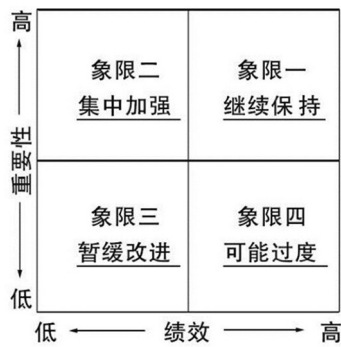 高
象限二
集中加强
象限一
继续保持
重要性
象限三
暂缓改进
象限四
可能过度
低
低
绩效
高